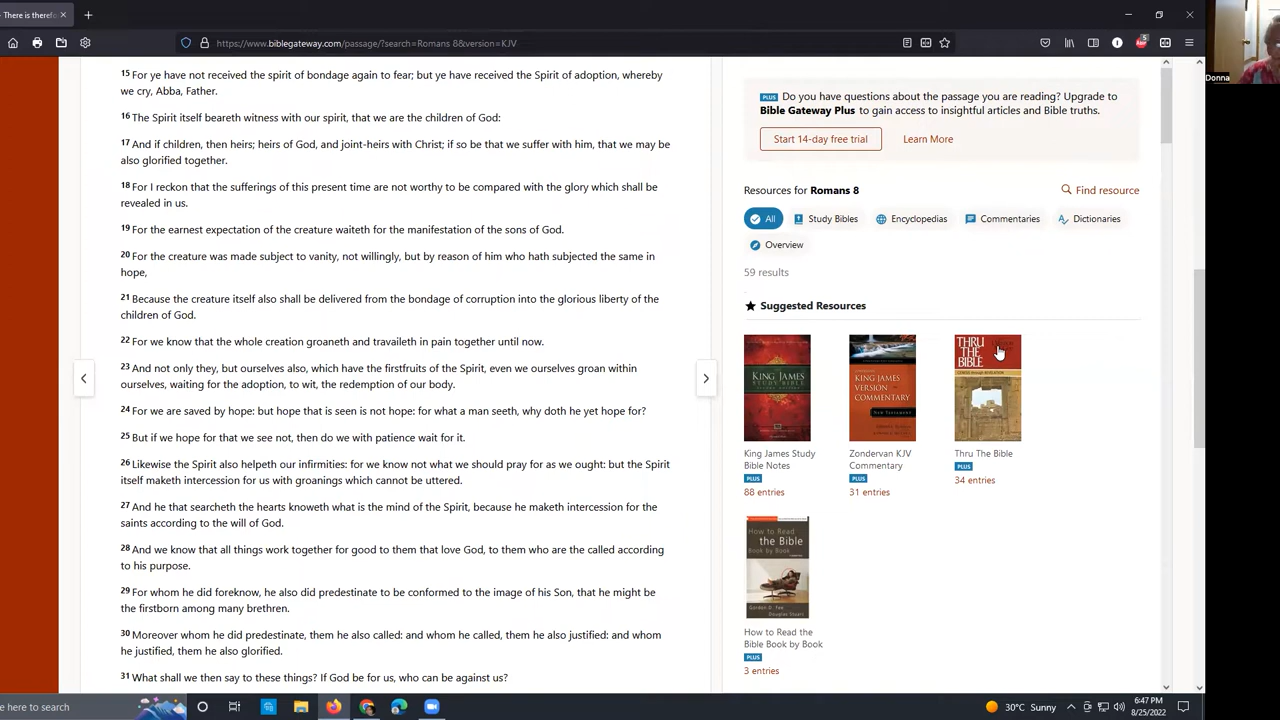 There is therefo
https://www.biblegateway.com/passage/?search=Romans 8&version=KJV
5
Donna
15 For ye have not received the spirit of bondage again to fear; but ye have received the Spirit of adoption, whereby
we cry, Abba, Father.
16 The Spirit itself beareth witness with our spirit, that we are the children of God:
17 And if children, then heirs; heirs of God, and joint-heirs with Christ; if so be that we suffer with him, that we may be
also glorified together.
18 For I reckon that the sufferings of this present time are not worthy to be compared with the glory which shall be
revealed in us.
19 For the earnest expectation of the creature waiteth for the manifestation of the sons of God.
20 For the creature was made subject to vanity, not willingly, but by reason of him who hath subjected the same in
hope,
21 Because the creature itself also shall be delivered from the bondage of corruption into the glorious liberty of the
children of God.
22 For we know that the whole creation groaneth and travaileth in pain together until now.
23 And not only they, but ourselves also, which have the firstfruits of the Spirit, even we ourselves groan within
ourselves, waiting for the adoption, to wit, the redemption of our body.
24 For we are saved by hope: but hope that is seen is not hope: for what a man seeth, why doth he yet hope for?
25 But if we hope for that we see not, then do we with patience wait for it.
26 Likewise the Spirit also helpeth our infirmities: for we know not what we should pray for as we ought: but the Spirit
itself maketh intercession for us with groanings which cannot be uttered.
27 And he that searcheth the hearts knoweth what is the mind of the Spirit, because he maketh intercession for the
saints according to the will of God.
28 And we know that all things work together for good to them that love God, to them who are the called according
to his purpose.
29 For whom he did foreknow, he also did predestinate to be conformed to the image of his Son, that he might be
the firstborn among many brethren.
30 Moreover whom he did predestinate, them he also called: and whom he called, them he also justified: and whom
he justified, them he also glorified.
31 What shall we then say to these things? If God be for us, who can be against us?
PLUS Do you have questions about the passage you are reading? Upgrade to
Bible Gateway Plus to gain access to insightful articles and Bible truths.
Start 14-day free trial
Learn More
Resources for Romans 8
Find resource
All
Study Bibles
Encyclopedias
Commentaries
Dictionaries
Overview
59 results
Suggested Resources
KING JAMES
STUDY BIBLE
KING JAMES
VERSION
COMMENTARY
NEW TESTAMENT
THRU
THE
BIBLE
GENESIS through REVELATION
King James Study
Bible Notes
PLUS
88 entries
Zondervan KJV
Commentary
PLUS
31 entries
Thru The Bible
PLUS
34 entries
How to Read
the Bible
Book by Book
Gordon D. Fee
Douglas Stuart
How to Read the
Bible Book by Book
PLUS
3 entries
e here to search
30°C Sunny
6:47 PM
8/25/2022